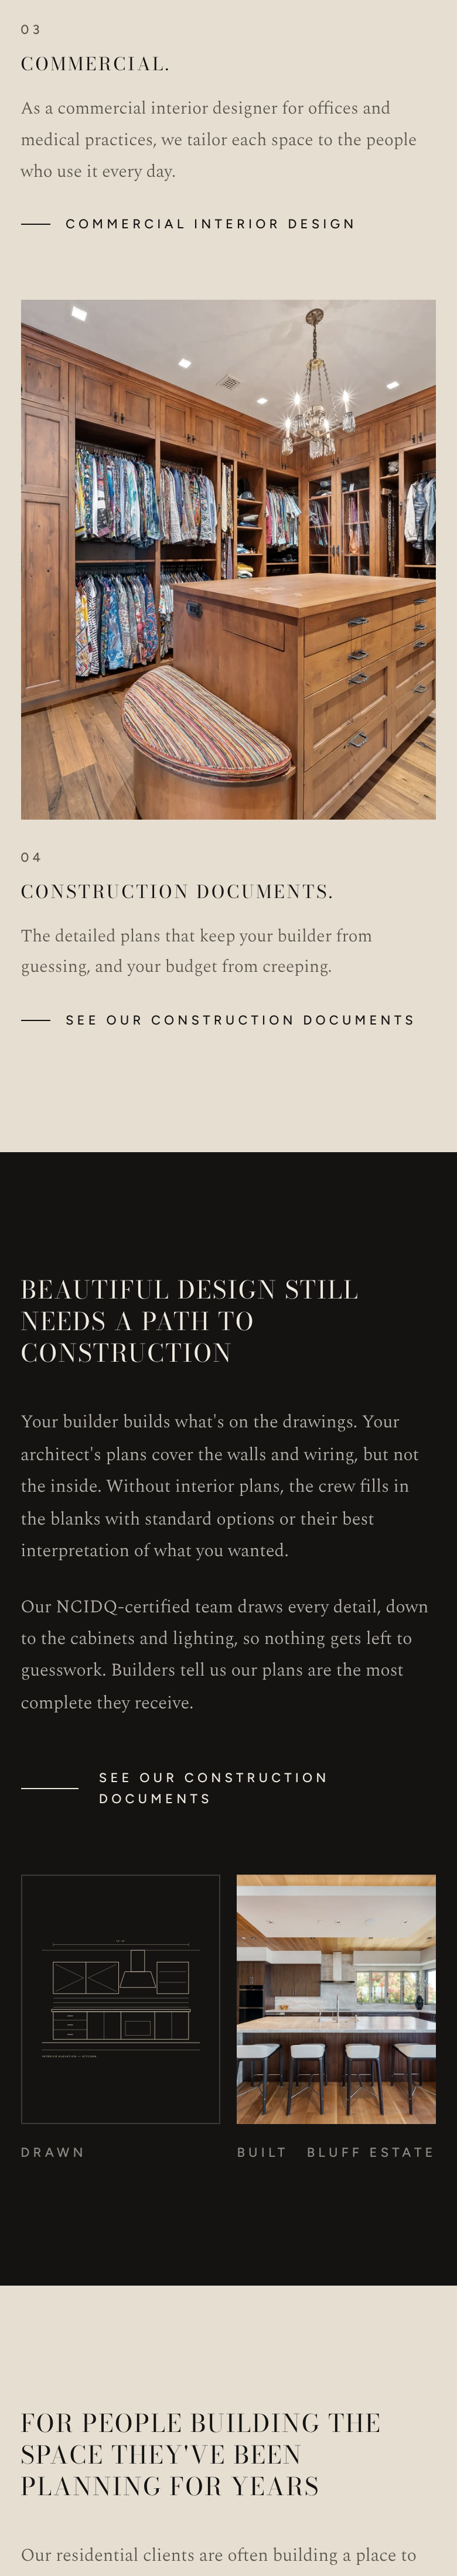 03
COMMERCIAL.
As a commercial interior designer for offices and
medical practices, we tailor each space to the people
who use it every day.
COMMERCIAL INTERIOR DESIGN
04
CONSTRUCTION DOCUMENTS.
The detailed plans that keep your builder from
guessing, and your budget from creeping.
SEE OUR CONSTRUCTION DOCUMENTS
BEAUTIFUL DESIGN STILL
NEEDS A PATH TO
CONSTRUCTION
Your builder builds what's on the drawings. Your
architect's plans cover the walls and wiring, but not
the inside. Without interior plans, the crew fills in
the blanks with standard options or their best
interpretation of what you wanted.
Our NCIDQ-certified team draws every detail, down
to the cabinets and lighting, so nothing gets left to
guesswork. Builders tell us our plans are the most
complete they receive.
SEE OUR CONSTRUCTION
DOCUMENTS
DRAWN
BUILT BLUFF ESTATE
FOR PEOPLE BUILDING THE
SPACE THEY'VE BEEN
PLANNING FOR YEARS
Our residential clients are often building a place to